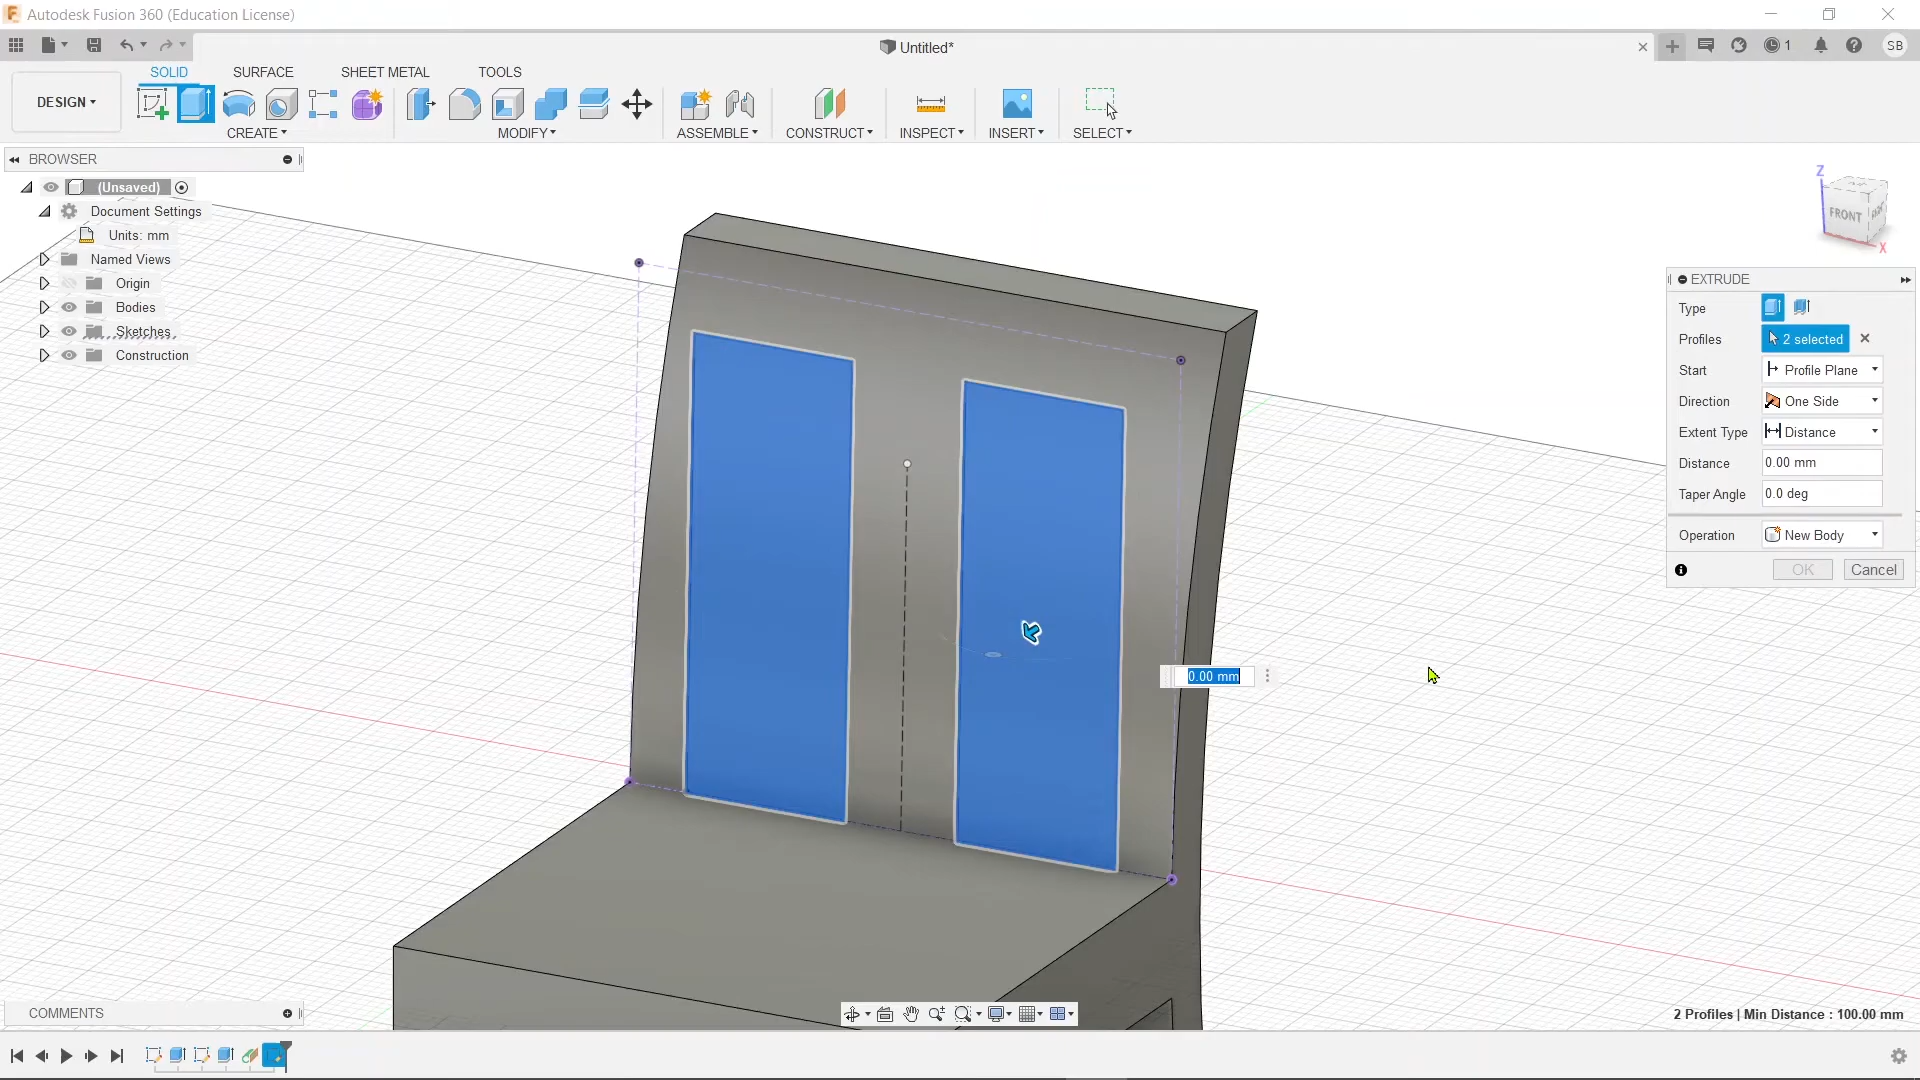 Autodesk Fusion 360 (Education License)
Untitled*
1
SB
SOLID
SURFACE
SHEET METAL
TOOLS
DESIGN
CREATE
MODIFY
ASSEMBLE
CONSTRUCT
INSPECT
INSERT
SELECT
BROWSER
(Unsaved)
Document Settings
Units: mm
Named Views
Origin
Bodies
Sketches
Construction
Z
FRONT
X
EXTRUDE
Type
Profiles
2 selected
Start
Profile Plane
Direction
One Side
Extent Type
Distance
Distance
0.00 mm
Taper Angle
0.0 deg
Operation
New Body
OK
Cancel
0.00 mm
COMMENTS
2 Profiles | Min Distance : 100.00 mm